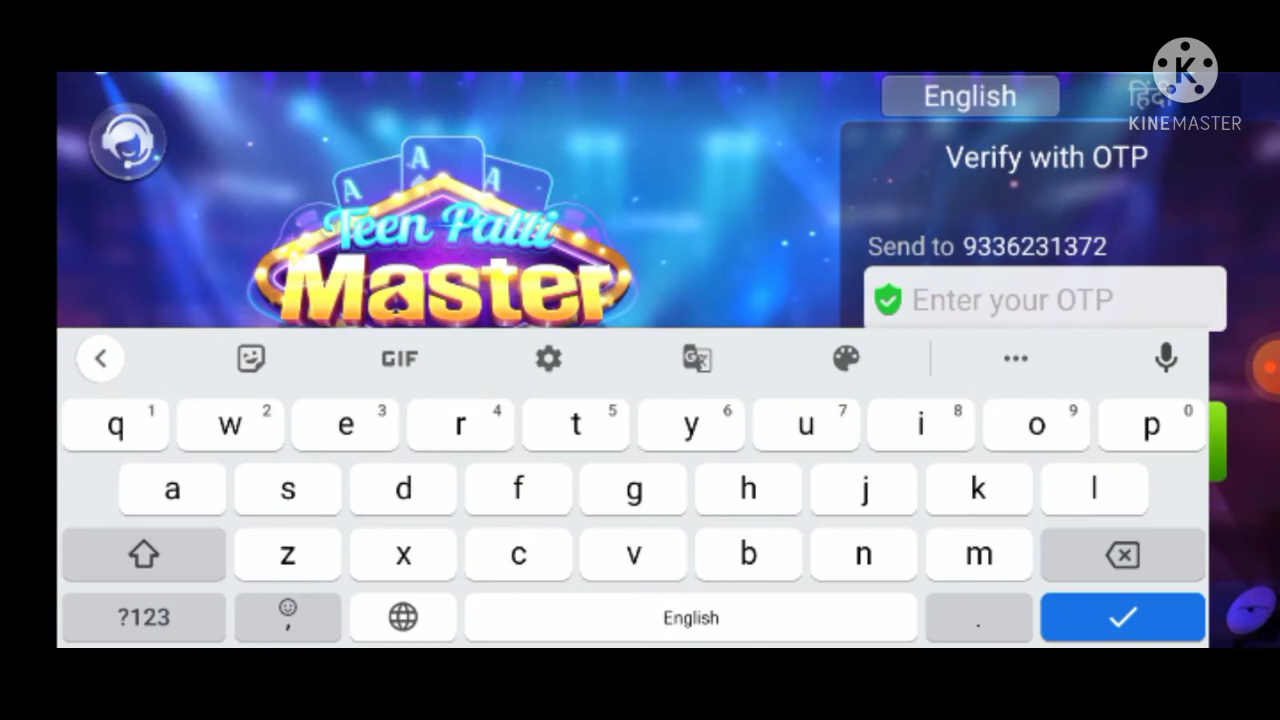 English
हिंदी
KINEMASTER
Verify with OTP
A
A
A
Teen Patti
Master
Send to 9336231372
Enter your OTP
GIF
q 1 w 2 e 3 r 4 t 5 y 6 u 7 i 8 o 9 p 0
a s d f g h j k l
z x c v b n m
?123 , English .